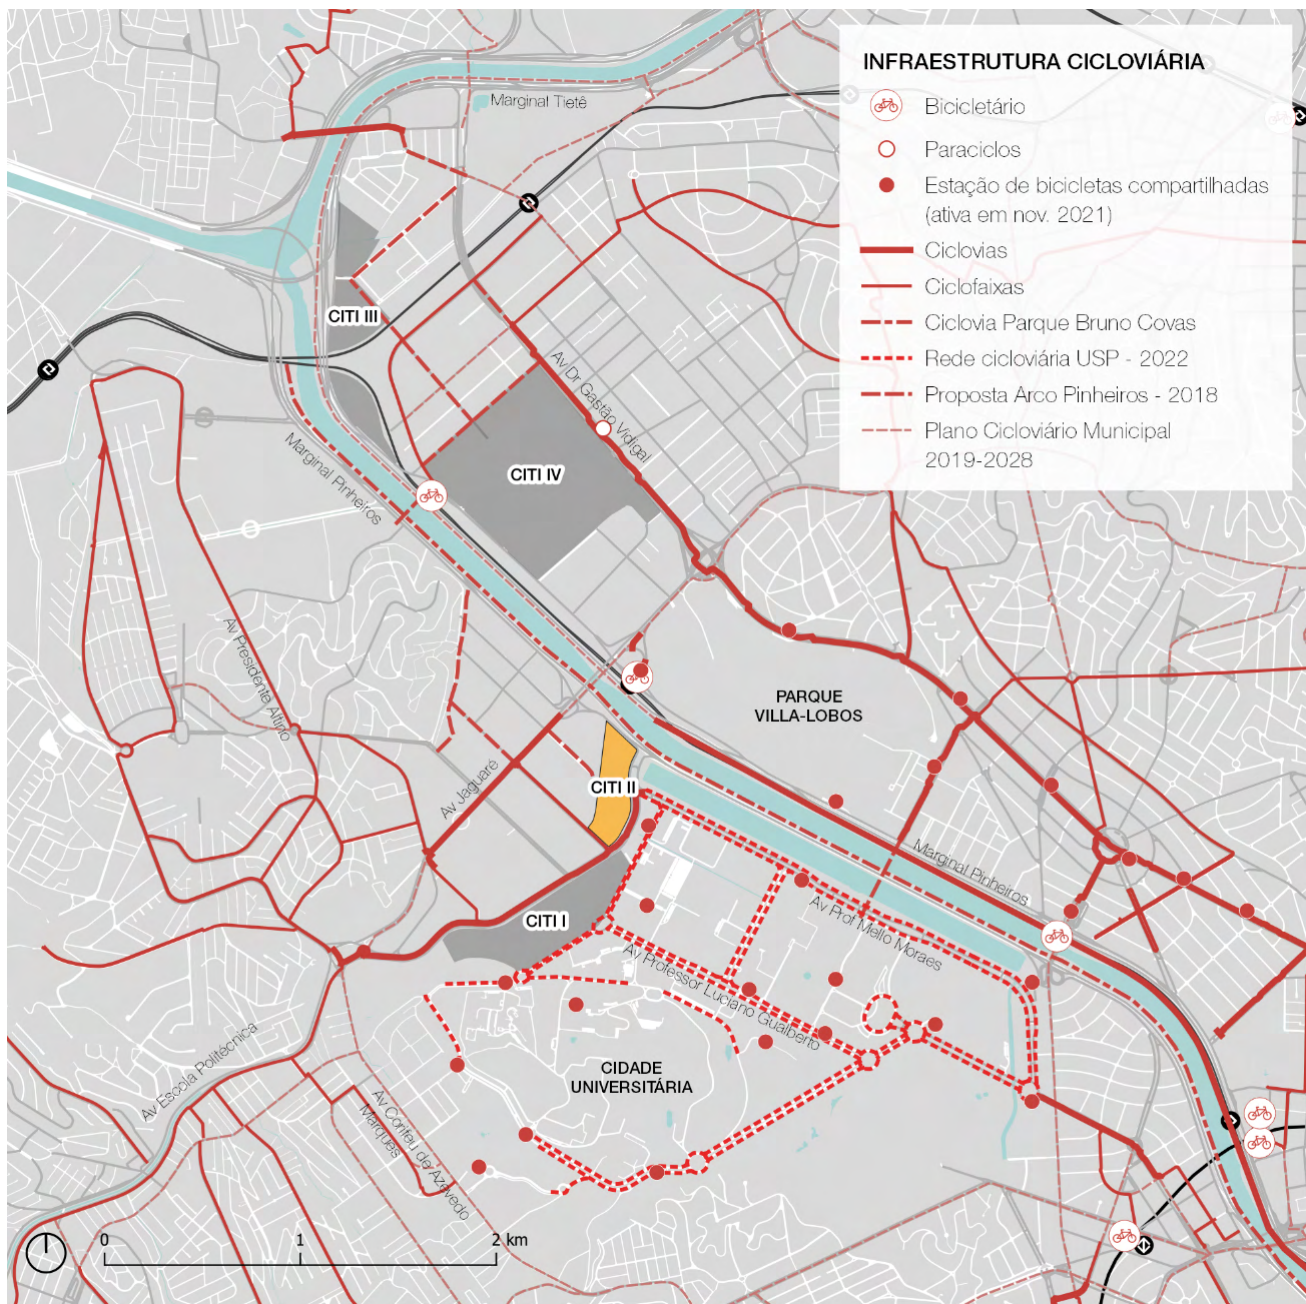 INFRAESTRUTURA CICLOVIÁRIA
Bicicletário
Paraciclos
Estação de bicicletas compartilhadas
(ativa em nov. 2021)
Ciclovias
Ciclofaixas
Ciclovia Parque Bruno Covas
Rede cicloviária USP - 2022
Proposta Arco Pinheiros - 2018
Plano Cicloviário Municipal
2019-2028
Marginal Tietê
CITI III
Av Dr Gastão Vidigal
CITI IV
Marginal Pinheiros
Av Presidente Altino
PARQUE
VILLA-LOBOS
Av Jaguaré
CITI II
Marginal Pinheiros
CITI I
Av Prof Mello Moraes
Av Professor Luciano Gualberto
CIDADE
UNIVERSITÁRIA
Av Escola Politécnica
Av Corifeu de Azevedo
Marques
0 1 2 km